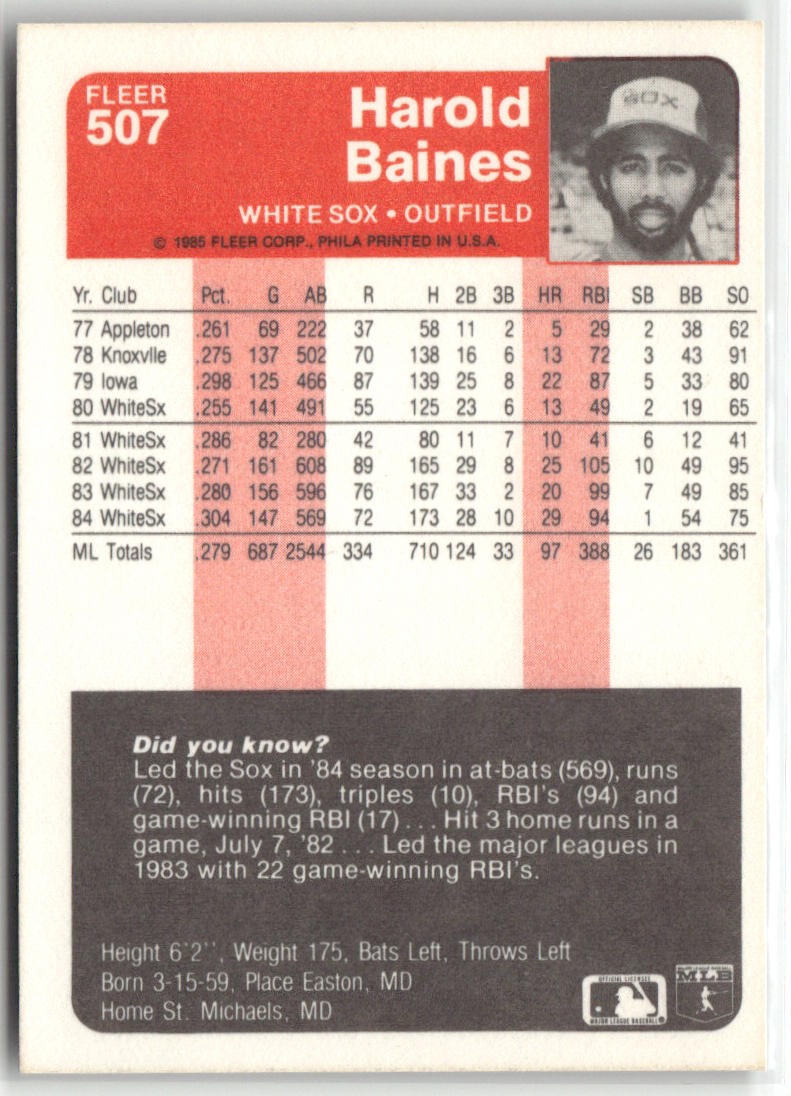 FLEER
507
Harold
Baines
WHITE SOX • OUTFIELD
© 1985 FLEER CORP., PHILA PRINTED IN U.S.A.
SOX
Yr. Club Pct. G AB R H 2B 3B HR RBI SB BB SO
77 Appleton .261 69 222 37 58 11 2 5 29 2 38 62
78 Knoxvlle .275 137 502 70 138 16 6 13 72 3 43 91
79 Iowa .298 125 466 87 139 25 8 22 87 5 33 80
80 WhiteSx .255 141 491 55 125 23 6 13 49 2 19 65
81 WhiteSx .286 82 280 42 80 11 7 10 41 6 12 41
82 WhiteSx .271 161 608 89 165 29 8 25 105 10 49 95
83 WhiteSx .280 156 596 76 167 33 2 20 99 7 49 85
84 WhiteSx .304 147 569 72 173 28 10 29 94 1 54 75
ML Totals .279 687 2544 334 710 124 33 97 388 26 183 361
Did you know?
Led the Sox in '84 season in at-bats (569), runs
(72), hits (173), triples (10), RBI's (94) and
game-winning RBI (17) . . . Hit 3 home runs in a
game, July 7, '82 . . . Led the major leagues in
1983 with 22 game-winning RBI's.
Height 6'2'', Weight 175, Bats Left, Throws Left
Born 3-15-59, Place Easton, MD
Home St. Michaels, MD
OFFICIAL LICENSEE
MAJOR LEAGUE BASEBALL
MLB